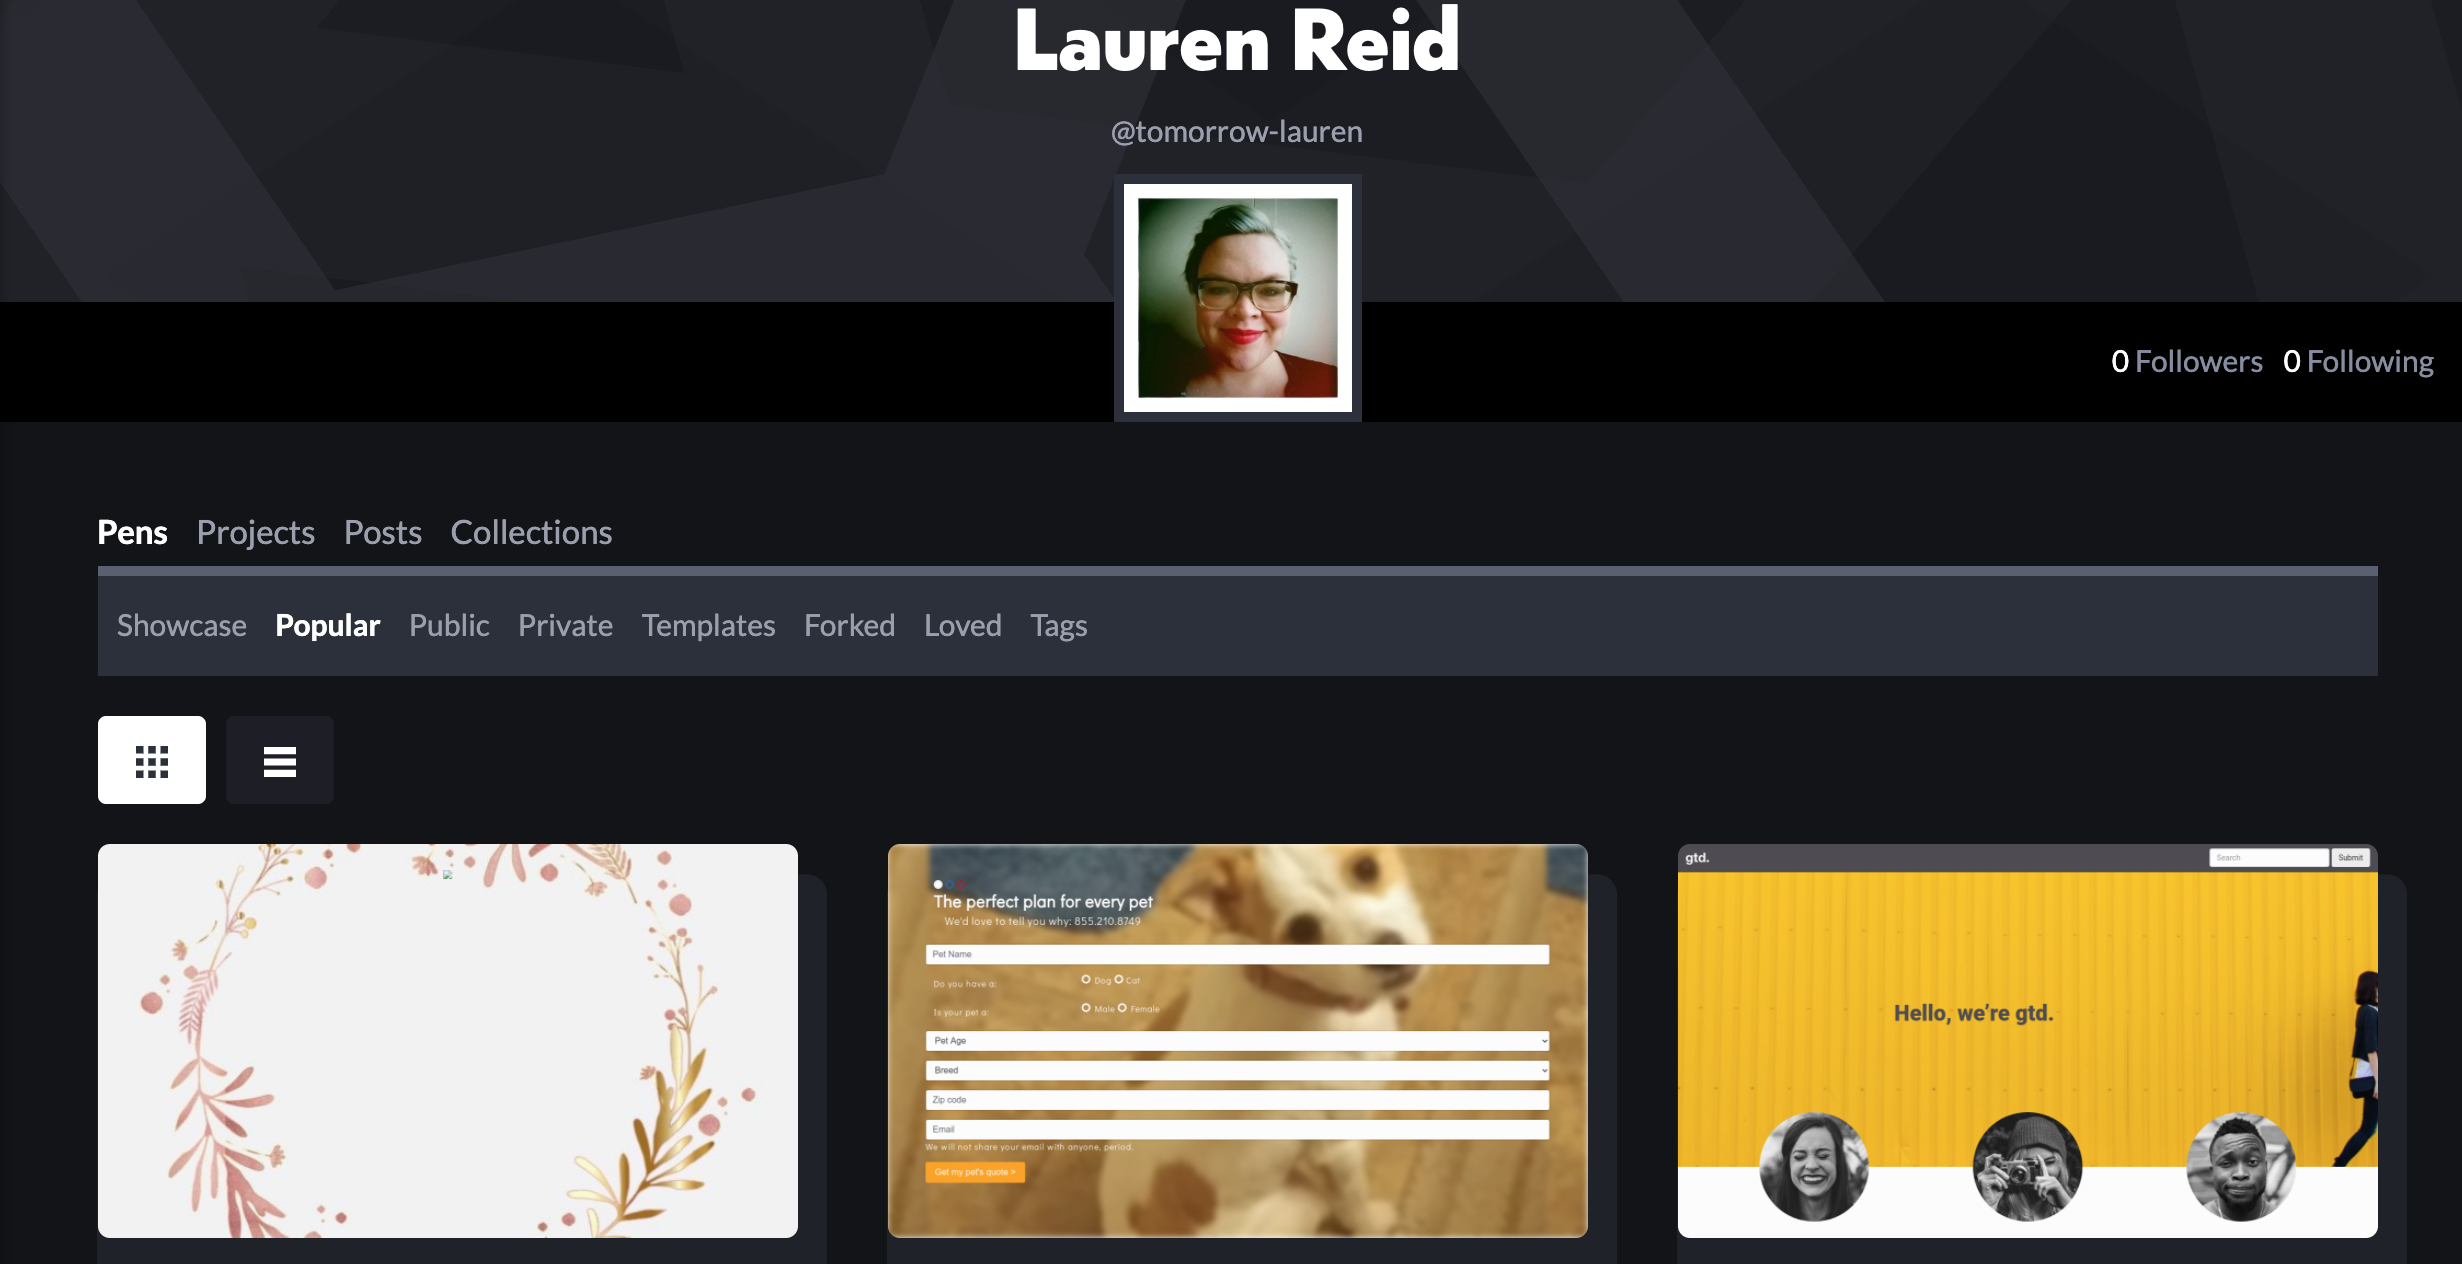 Lauren Reid
@tomorrow-lauren
0 Followers 0 Following
Pens Projects Posts Collections
Showcase Popular Public Private Templates Forked Loved Tags
The perfect plan for every pet
We'd love to tell you why: 855.210.8749
Pet Name
Do you have a: Dog Cat
Is your pet a: Male Female
Pet Age
Breed
Zip code
Email
We will not share your email with anyone, period.
Get my pet's quote >
gtd. Search Submit
Hello, we're gtd.